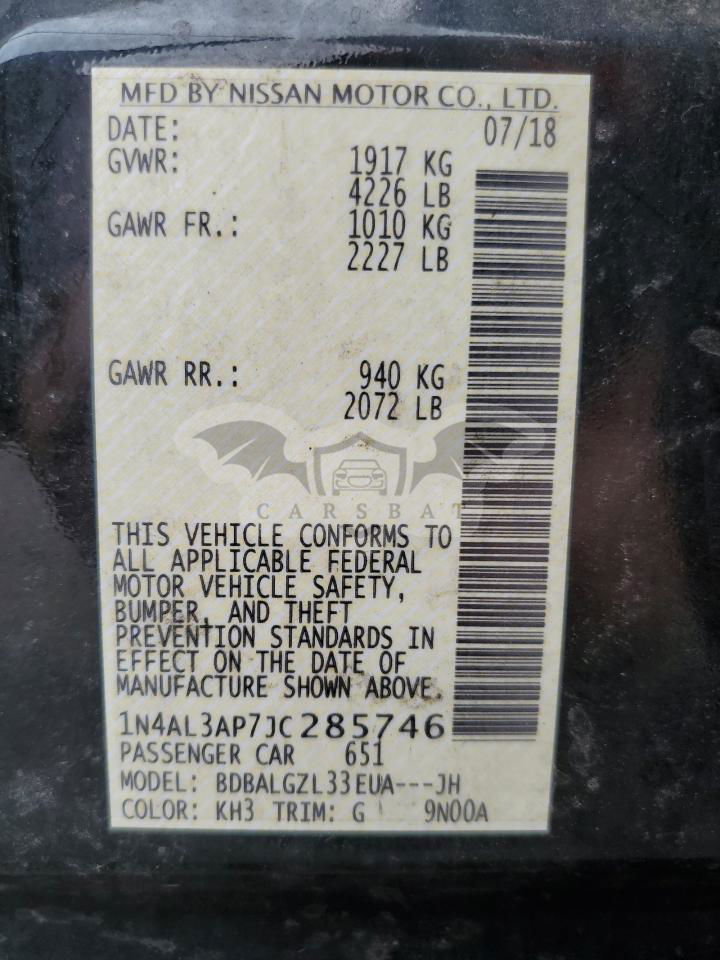 MFD BY NISSAN MOTOR CO., LTD.
DATE: 07/18
GVWR: 1917 KG
4226 LB
GAWR FR.: 1010 KG
2227 LB
GAWR RR.: 940 KG
2072 LB
CARSBAT
THIS VEHICLE CONFORMS TO
ALL APPLICABLE FEDERAL
MOTOR VEHICLE SAFETY,
BUMPER, AND THEFT
PREVENTION STANDARDS IN
EFFECT ON THE DATE OF
MANUFACTURE SHOWN ABOVE.
1N4AL3AP7JC285746
PASSENGER CAR 651
MODEL: BDBALGZL33EUA---JH
COLOR: KH3 TRIM: G 9N00A